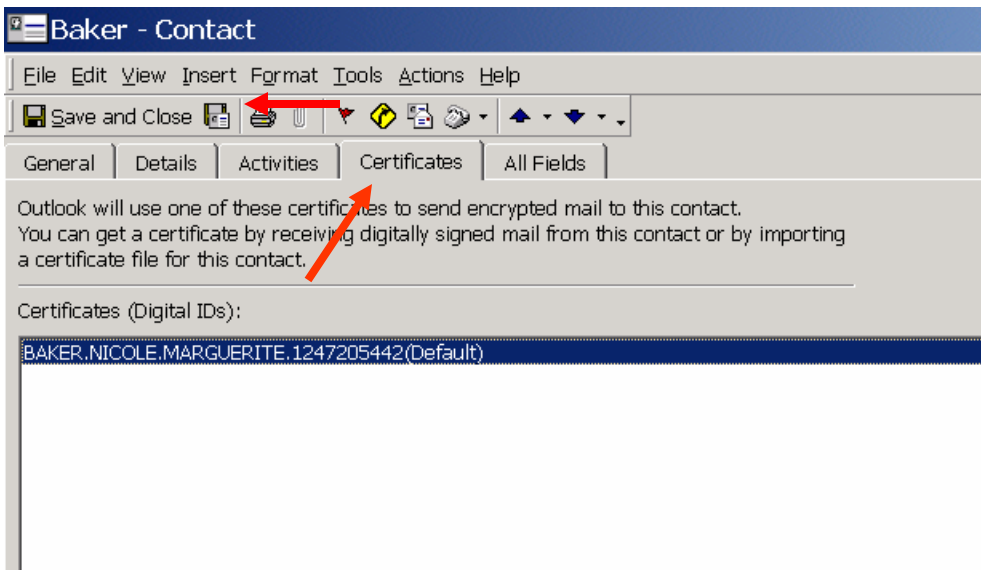 Baker - Contact
File Edit View Insert Format Tools Actions Help
Save and Close
General Details Activities Certificates All Fields
Outlook will use one of these certificates to send encrypted mail to this contact.
You can get a certificate by receiving digitally signed mail from this contact or by importing
a certificate file for this contact.
Certificates (Digital IDs):
BAKER.NICOLE.MARGUERITE.1247205442(Default)